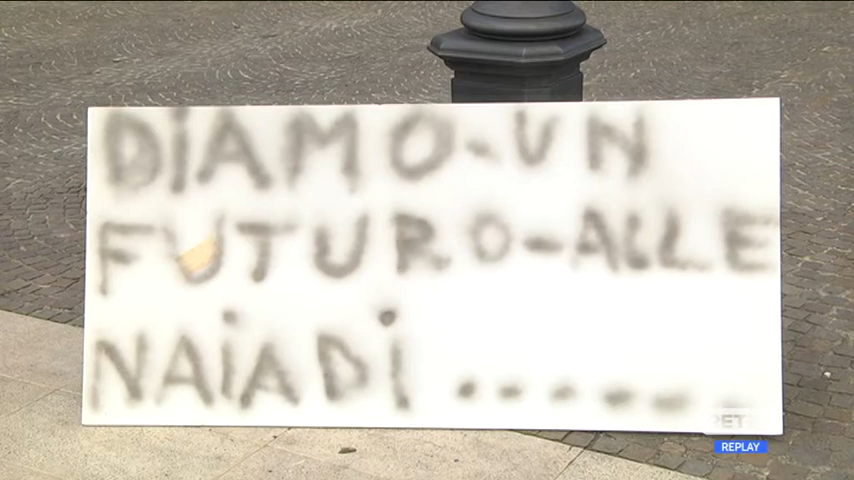 DiAMO-UN
FUTURO-ALLE
NAiADi.......
REPLAY